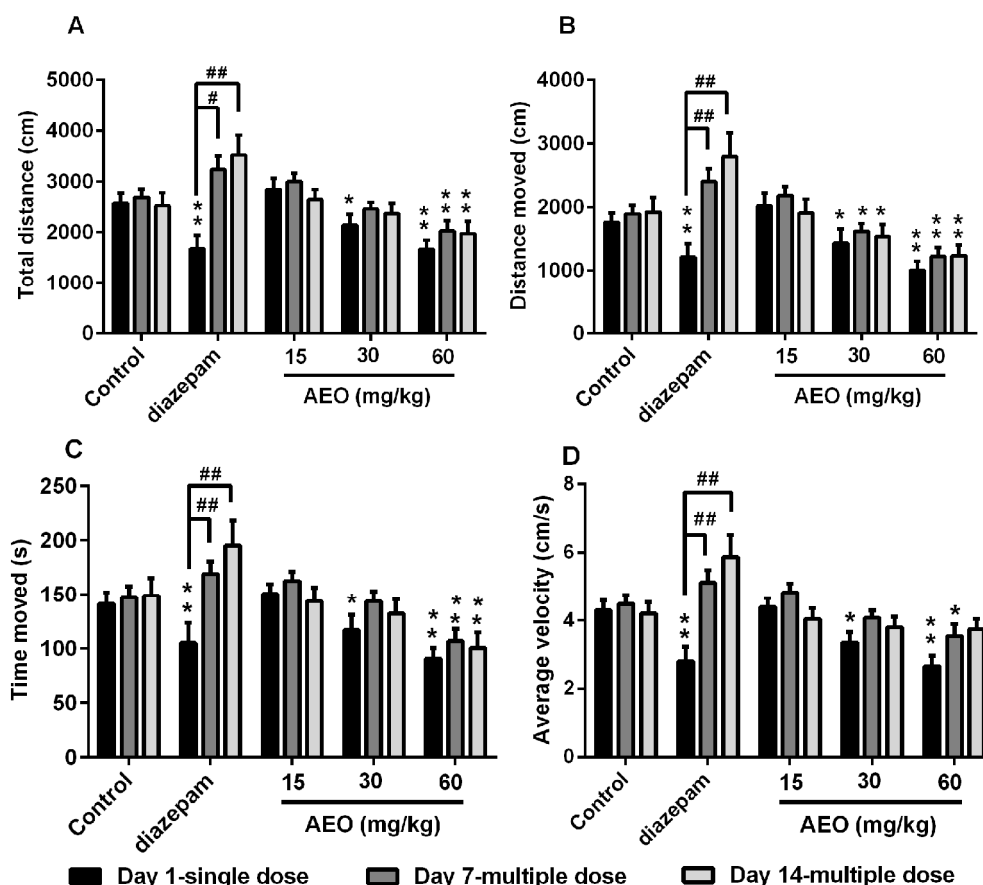 A
Total distance (cm)
5000
4000
3000
2000
1000
0
##
#
**
*
**
**
**
Control
diazepam
15 30 60
AEO (mg/kg)
B
Distance moved (cm)
4000
3000
2000
1000
0
##
##
**
*
*
*
**
**
**
Control
diazepam
15 30 60
AEO (mg/kg)
C
Time moved (s)
250
200
150
100
50
0
##
##
**
*
**
**
**
Control
diazepam
15 30 60
AEO (mg/kg)
D
Average velocity (cm/s)
8
6
4
2
0
##
##
**
*
**
*
Control
diazepam
15 30 60
AEO (mg/kg)
Day 1-single dose Day 7-multiple dose Day 14-multiple dose